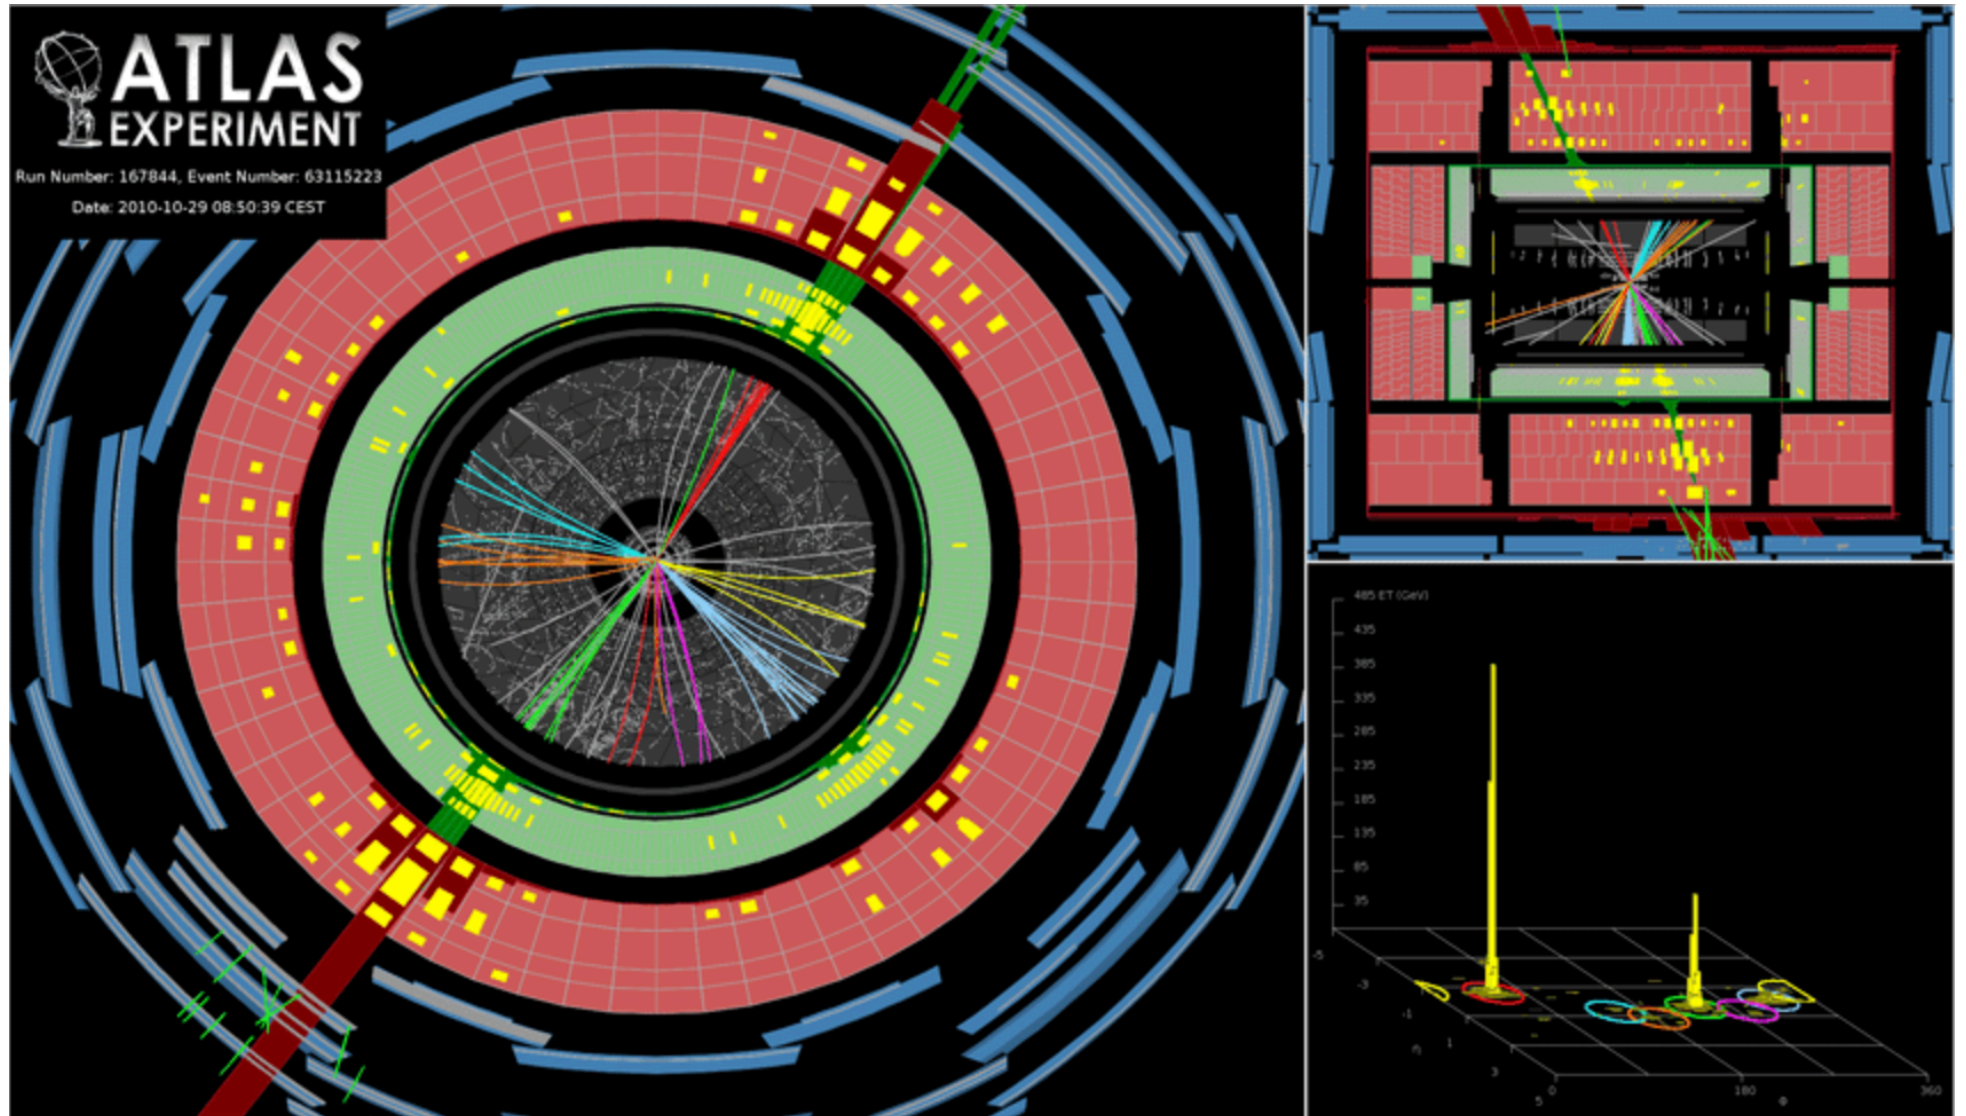 ATLAS
EXPERIMENT
Run Number: 167844, Event Number: 63115223
Date: 2010-10-29 08:50:39 CEST
485 ET (GeV)
435
385
335
285
235
185
135
85
35
-5
-3
-1
η 1
3
5
0
180
Φ
360